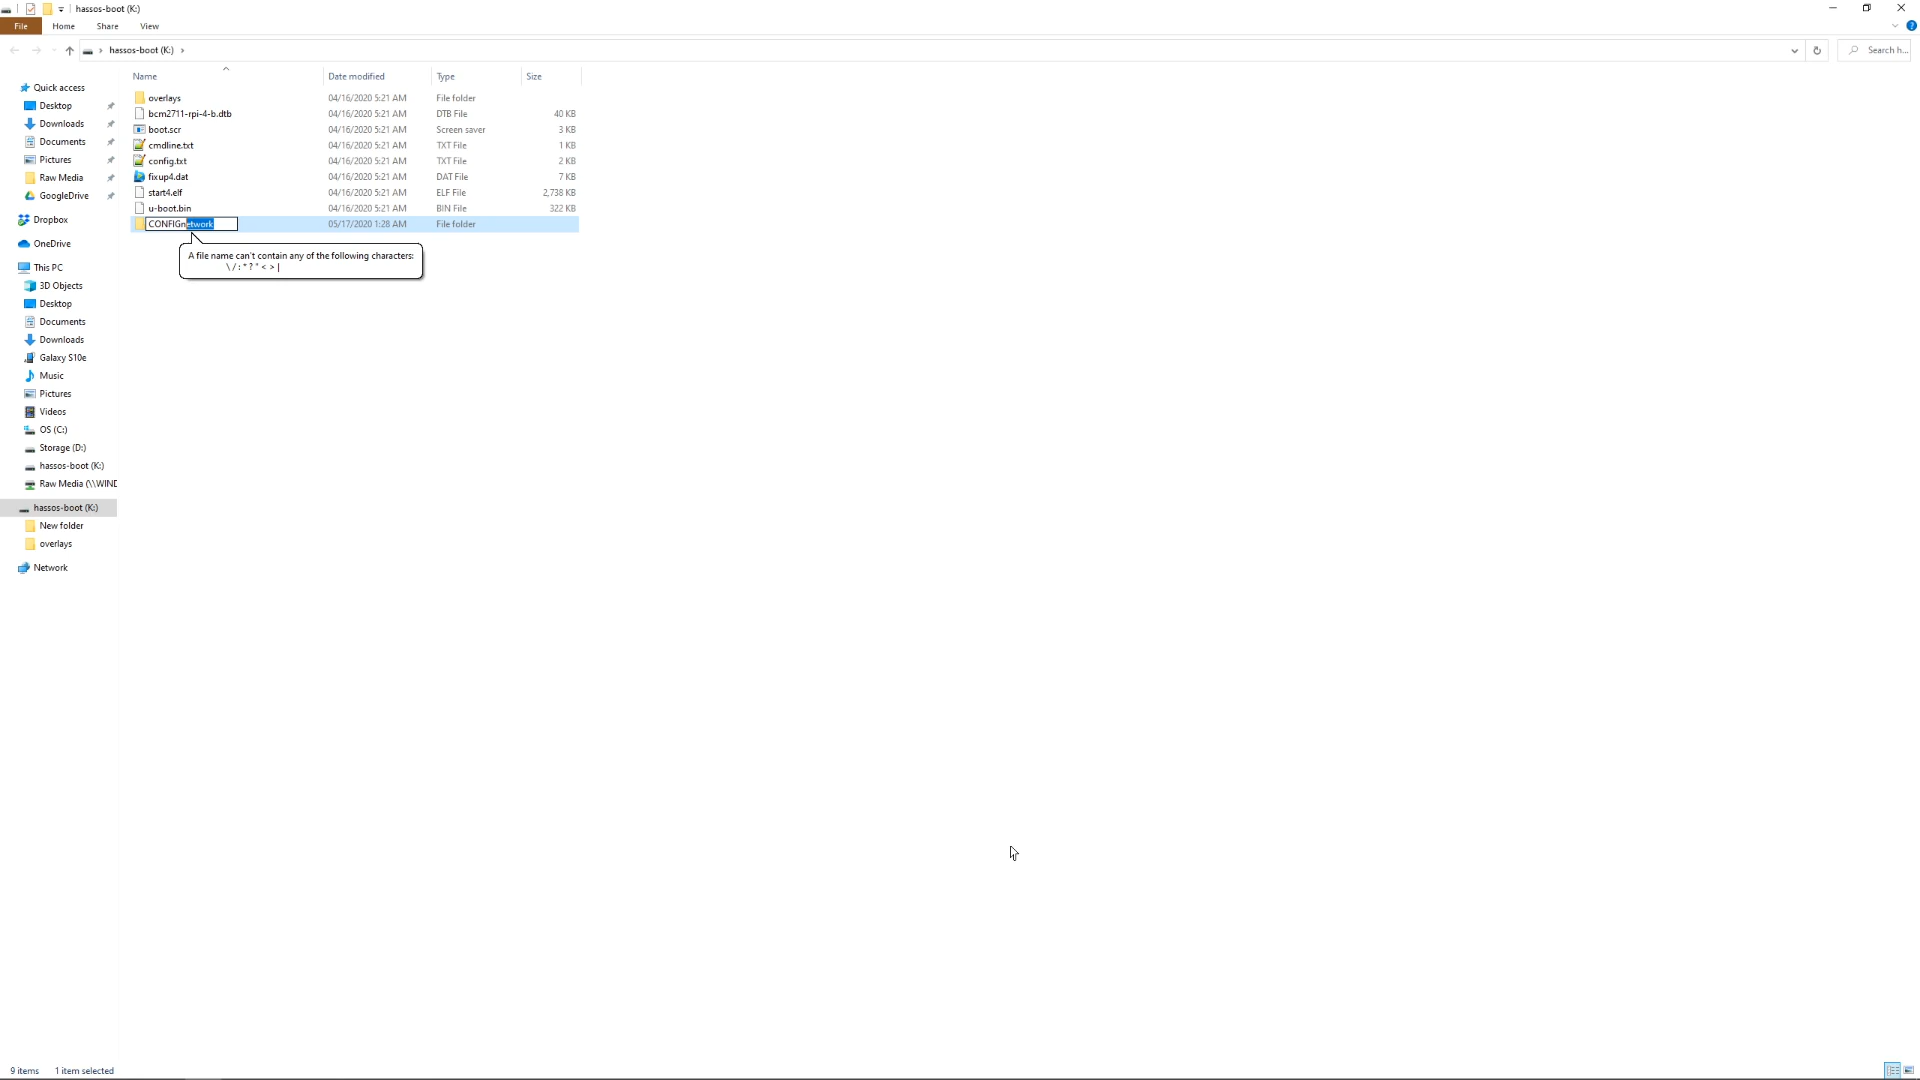 hassos-boot (K:)
File Home Share View
hassos-boot (K:)
Search h...
Name Date modified Type Size
Quick access
Desktop
Downloads
Documents
Pictures
Raw Media
GoogleDrive
Dropbox
OneDrive
This PC
3D Objects
Desktop
Documents
Downloads
Galaxy S10e
Music
Pictures
Videos
OS (C:)
Storage (D:)
hassos-boot (K:)
Raw Media (\\WIND
hassos-boot (K:)
New folder
overlays
Network
overlays 04/16/2020 5:21 AM File folder
bcm2711-rpi-4-b.dtb 04/16/2020 5:21 AM DTB File 40 KB
boot.scr 04/16/2020 5:21 AM Screen saver 3 KB
cmdline.txt 04/16/2020 5:21 AM TXT File 1 KB
config.txt 04/16/2020 5:21 AM TXT File 2 KB
fixup4.dat 04/16/2020 5:21 AM DAT File 7 KB
start4.elf 04/16/2020 5:21 AM ELF File 2,738 KB
u-boot.bin 04/16/2020 5:21 AM BIN File 322 KB
CONFIGnetwork 05/17/2020 1:28 AM File folder
A file name can't contain any of the following characters:
\ / : * ? " < > |
9 items 1 item selected